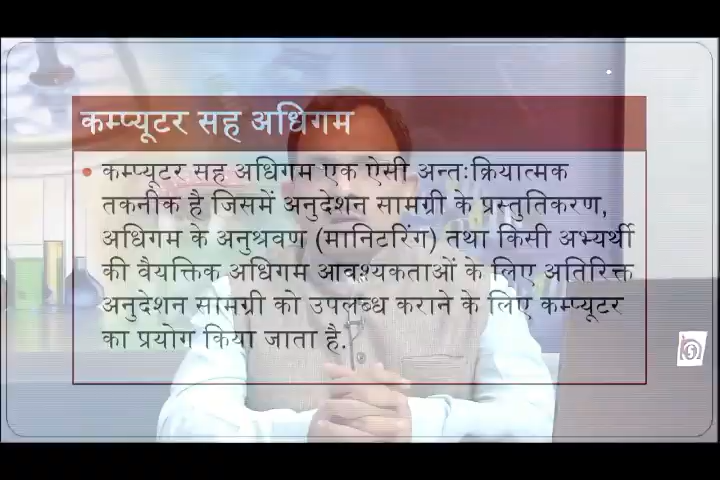 कम्प्यूटर सह अधिगम
• कम्प्यूटर सह अधिगम एक ऐसी अन्तःक्रियात्मक
तकनीक है जिसमें अनुदेशन सामग्री के प्रस्तुतिकरण,
अधिगम के अनुश्रवण (मानिटरिंग) तथा किसी अभ्यर्थी
की वैयक्तिक अधिगम आवश्यकताओं के लिए अतिरिक्त
अनुदेशन सामग्री को उपलब्ध कराने के लिए कम्प्यूटर
का प्रयोग किया जाता है.